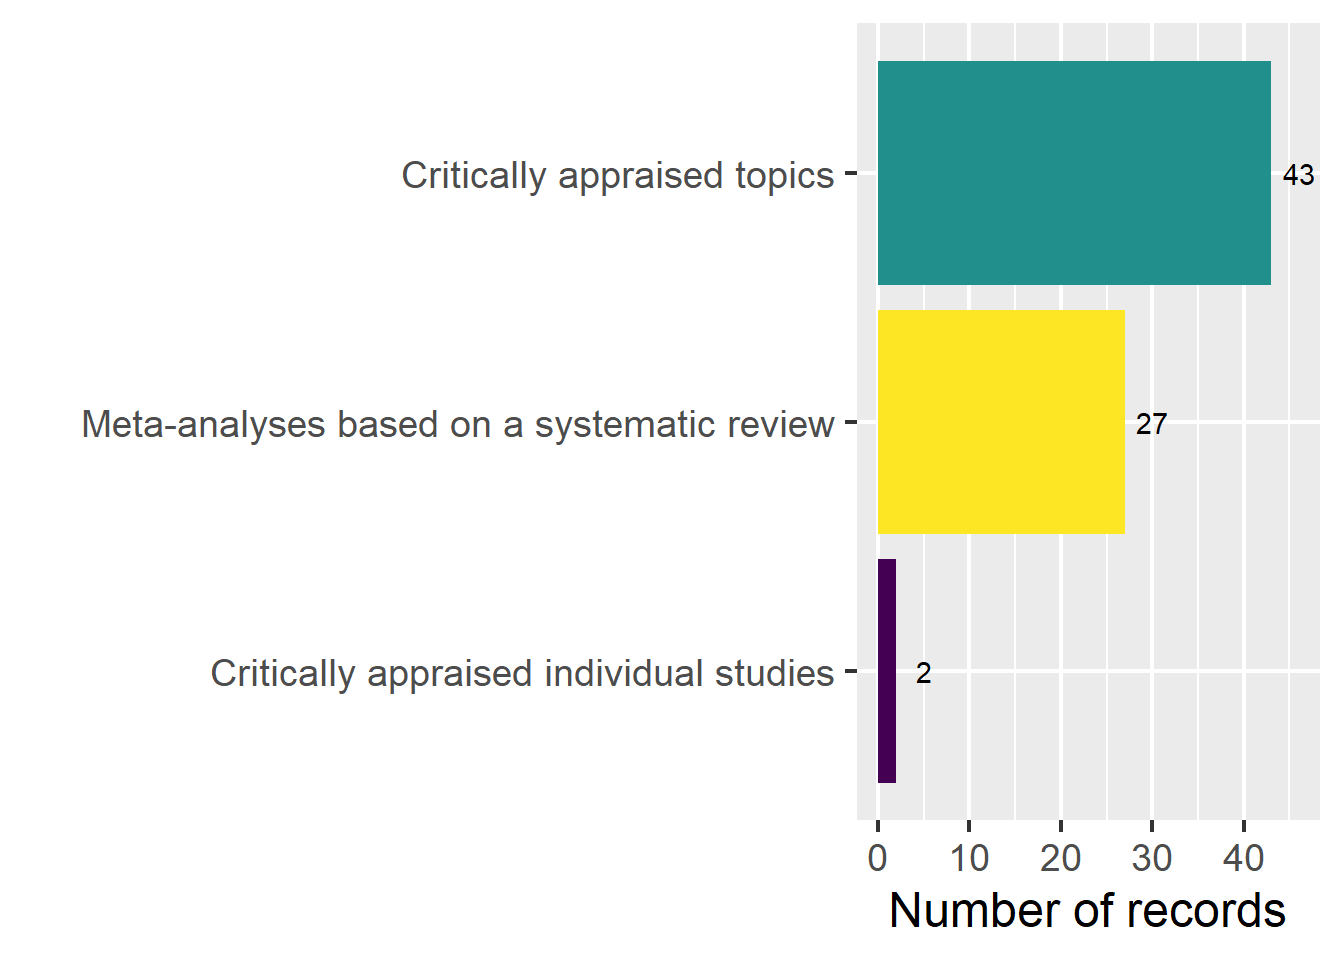 Critically appraised topics
43
Meta-analyses based on a systematic review
27
Critically appraised individual studies
2
0 10 20 30 40
Number of records